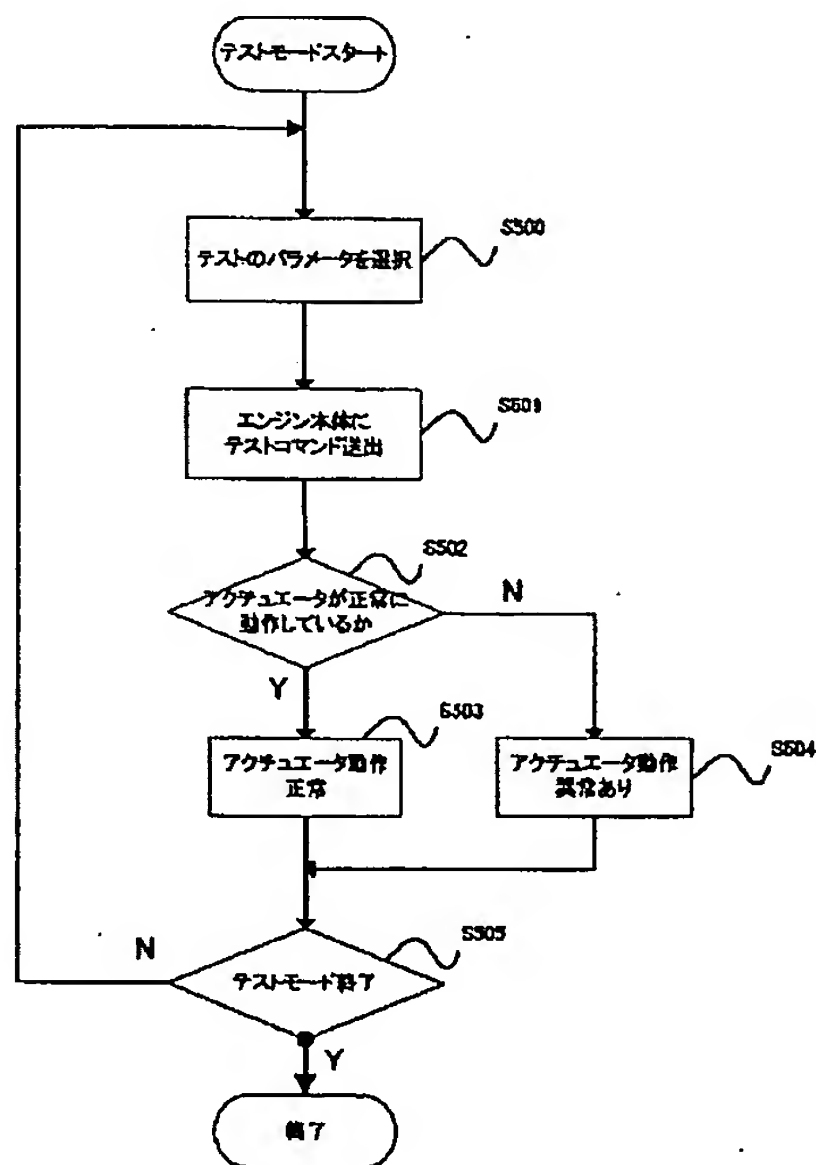 テストモードスタート
S500
テストのパラメータを選択
S501
エンジン本体に
テストコマンド送出
S502
アクチュエータが正常に
動作しているか
N
Y
S503
アクチュエータ動作
正常
S504
アクチュエータ動作
異常あり
S505
テストモード終了
N
Y
終了